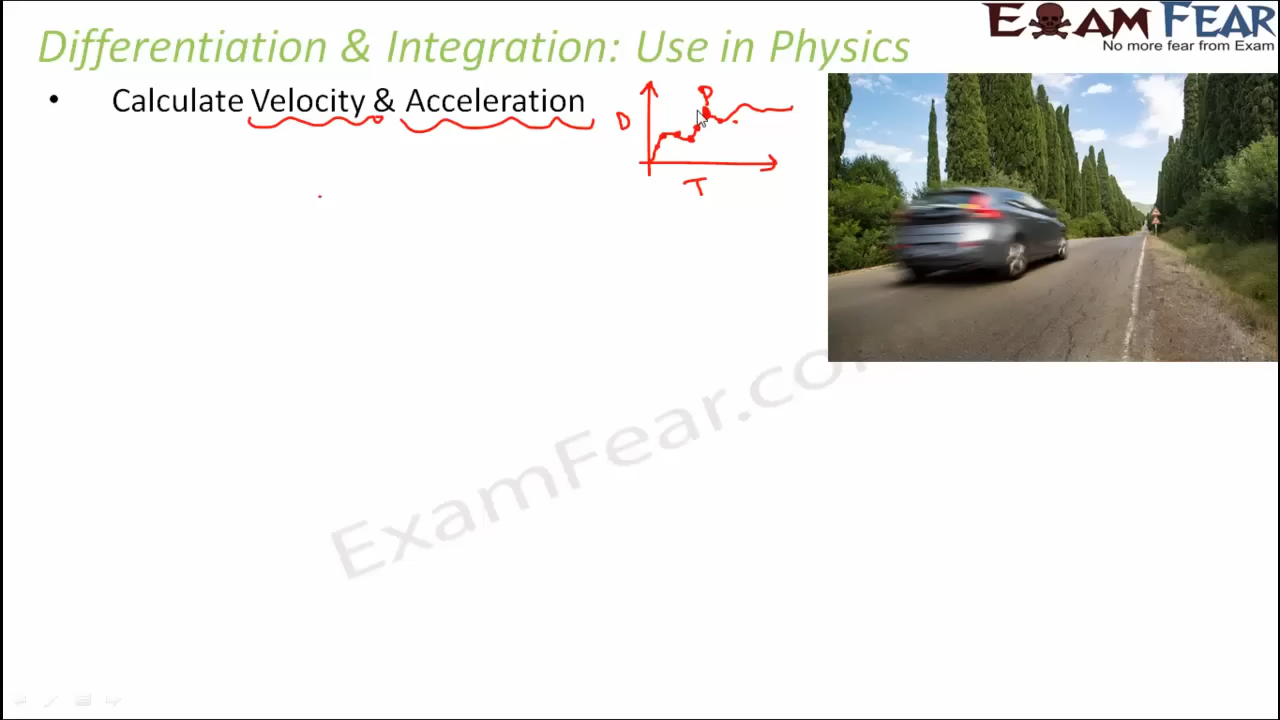 Differentiation & Integration: Use in Physics
EXAM FEAR
No more fear from Exam
• Calculate Velocity & Acceleration
P
D
T
ExamFear.com